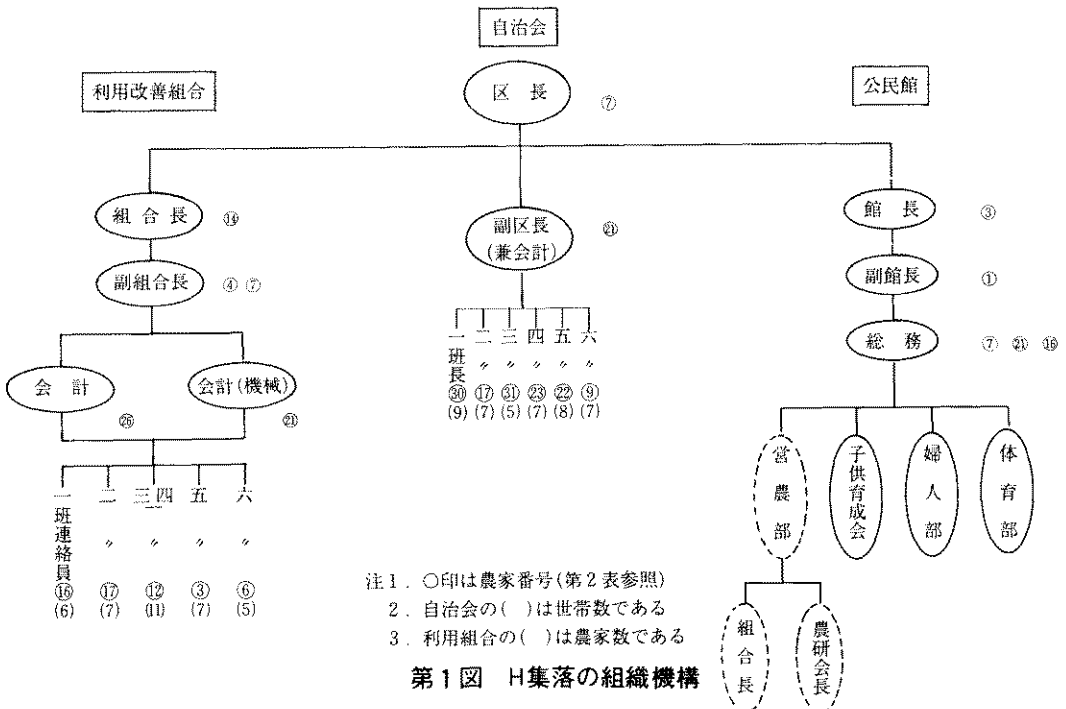 自治会
利用改善組合
区長 ⑦
公民館
組合長 ⑭
副組合長 ④ ⑦
会計 ㉖
会計(機械) ㉑
一 二 三四 五 六
班連絡員 〃 〃 〃 〃
⑯ ⑰ ⑫ ③ ⑥
(6) (7) (11) (7) (5)
副区長
(兼会計) ㉑
一 二 三 四 五 六
班長 〃 〃 〃 〃 〃
㉚ ⑰ ㉛ ㉓ ㉒ ⑨
(9) (7) (5) (7) (8) (7)
館長 ③
副館長 ①
総務 ⑦ ㉑ ⑯
営農部
子供育成会
婦人部
体育部
組合長
農研会長
注1. ○印は農家番号(第2表参照)
2. 自治会の( )は世帯数である
3. 利用組合の( )は農家数である
第1図 H集落の組織機構